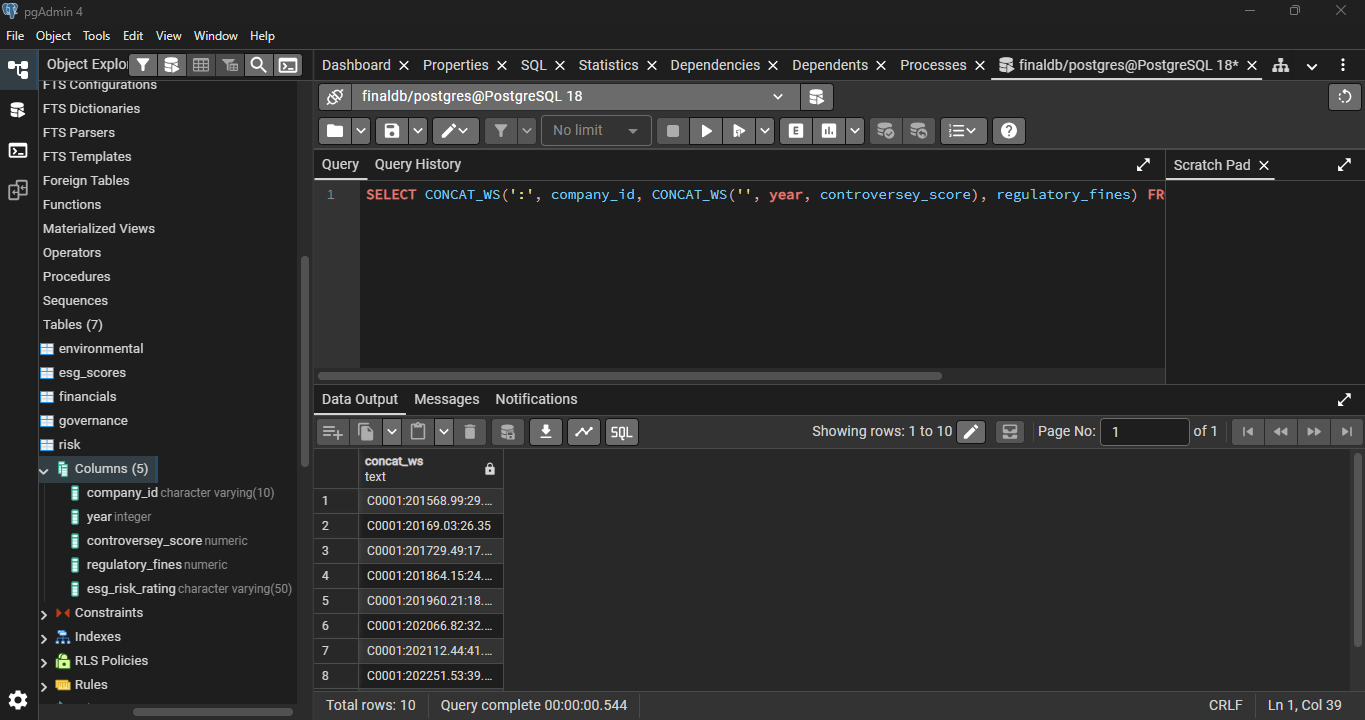 pgAdmin 4
File Object Tools Edit View Window Help
Object Explo
Dashboard Properties SQL Statistics Dependencies Dependents Processes finaldb/postgres@PostgreSQL 18*
finaldb/postgres@PostgreSQL 18
No limit
E
Query Query History
Scratch Pad
1 SELECT CONCAT_WS(':', company_id, CONCAT_WS('', year, controversey_score), regulatory_fines) FR
FTS Configurations
FTS Dictionaries
FTS Parsers
FTS Templates
Foreign Tables
Functions
Materialized Views
Operators
Procedures
Sequences
Tables (7)
environmental
esg_scores
financials
governance
risk
Columns (5)
company_id character varying(10)
year integer
controversey_score numeric
regulatory_fines numeric
esg_risk_rating character varying(50)
Constraints
Indexes
RLS Policies
Rules
Data Output Messages Notifications
SQL Showing rows: 1 to 10 Page No: 1 of 1
concat_ws
text
1 C0001:201568.99:29....
2 C0001:20169.03:26.35
3 C0001:201729.49:17....
4 C0001:201864.15:24....
5 C0001:201960.21:18....
6 C0001:202066.82:32....
7 C0001:202112.44:41....
8 C0001:202251.53:39....
Total rows: 10 Query complete 00:00:00.544 CRLF Ln 1, Col 39